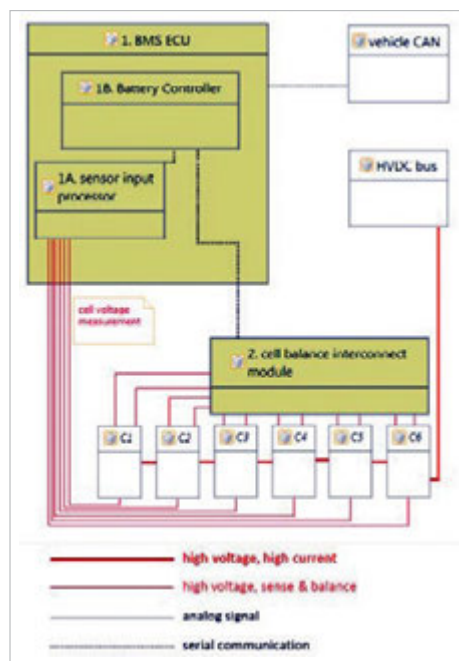 1. BMS ECU
vehicle CAN
1B. Battery Controller
HVDC bus
1A. sensor input
processor
cell voltage
measurement
2. cell balance interconnect
module
C1
C2
C3
C4
C5
C6
high voltage, high current
high voltage, sense & balance
analog signal
serial communication